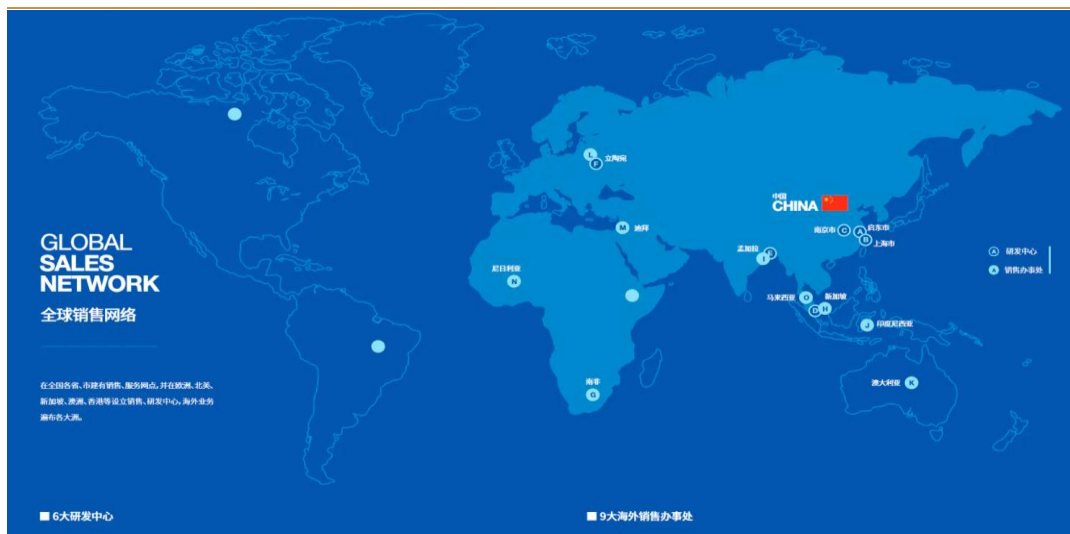 GLOBAL
SALES
NETWORK
全球销售网络
在全国各省、市建有销售、服务网点,并在欧洲、北美、
新加坡、澳洲、香港等设立销售、研发中心,海外业务
遍布各大洲。
L
F
立陶宛
中国
CHINA
M
迪拜
南京市
C
A
启东市
B
上海市
孟加拉
I
尼日利亚
N
马来西亚
O
新加坡
D
H
J
印度尼西亚
南非
G
澳大利亚
K
A
研发中心
A
销售办事处
6大研发中心
9大海外销售办事处